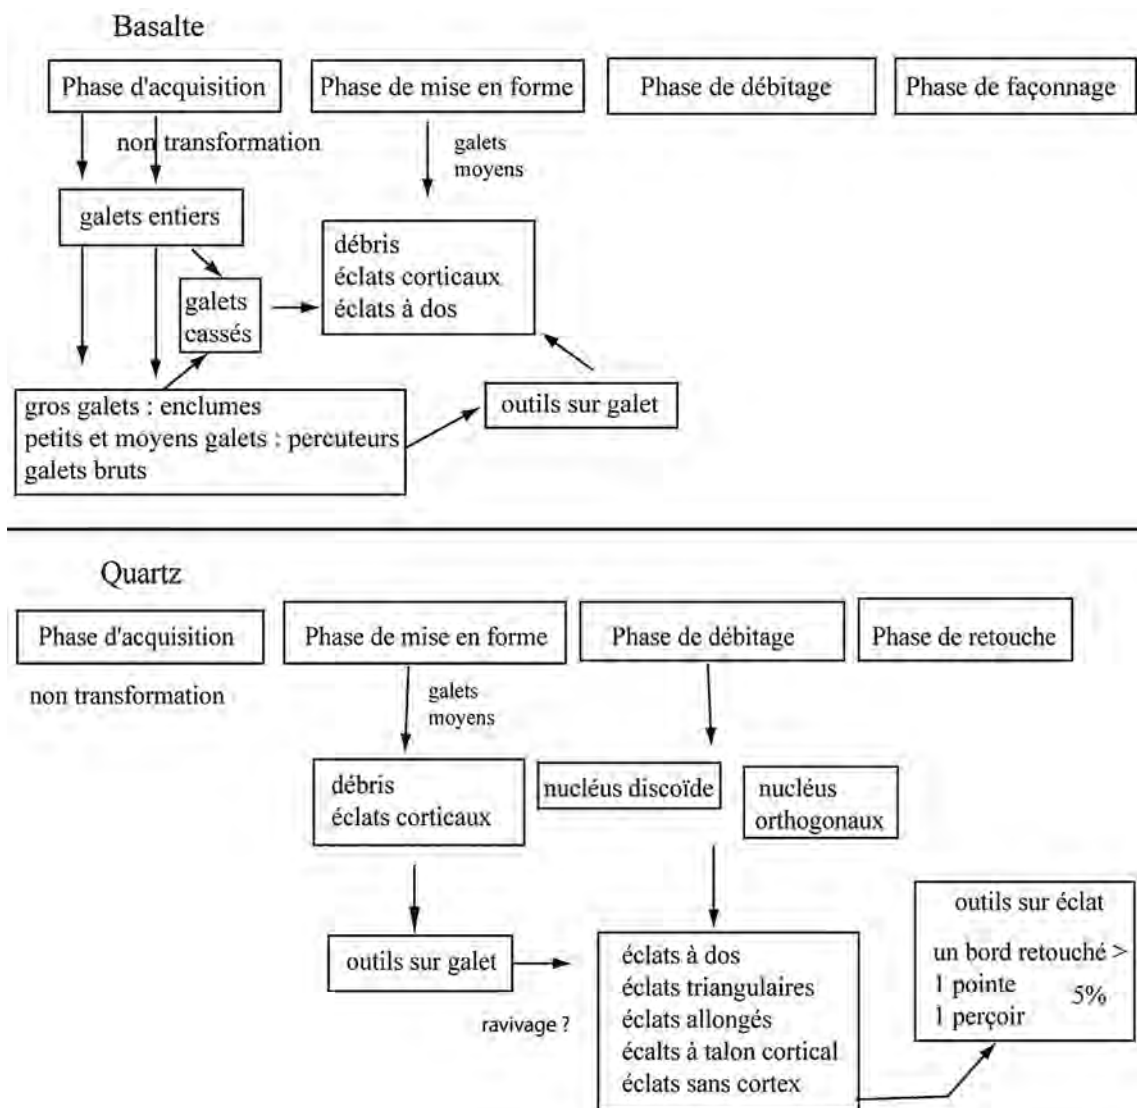 Basalte
Phase d'acquisition
Phase de mise en forme
Phase de débitage
Phase de façonnage
non transformation
galets
moyens
galets entiers
débris
éclats corticaux
éclats à dos
galets
cassés
gros galets : enclumes
petits et moyens galets : percuteurs
galets bruts
outils sur galet
Quartz
Phase d'acquisition
Phase de mise en forme
Phase de débitage
Phase de retouche
non transformation
galets
moyens
débris
éclats corticaux
nucléus discoïde
nucléus
orthogonaux
outils sur galet
ravivage ?
éclats à dos
éclats triangulaires
éclats allongés
écalts à talon cortical
éclats sans cortex
outils sur éclat
un bord retouché >
1 pointe
5%
1 perçoir